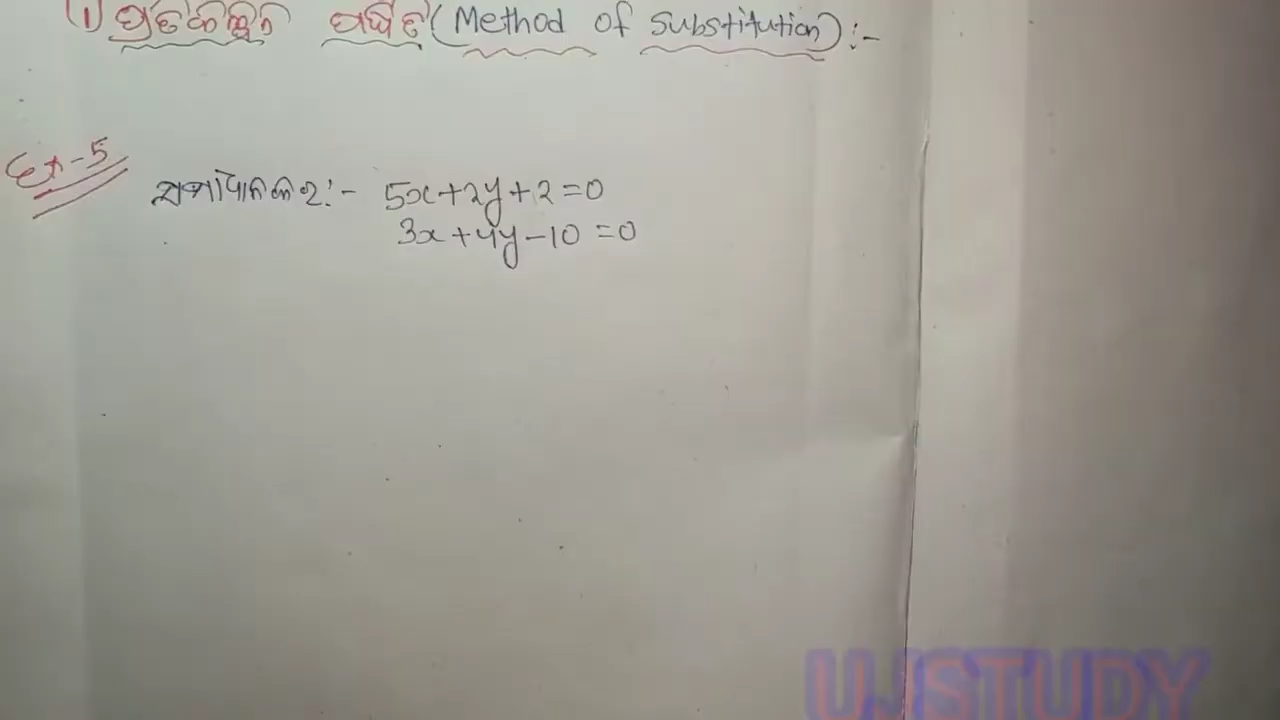 (1) ପ୍ରତିକଳ୍ପନ ପଦ୍ଧତି (Method of Substitution) :-
Ex-5
ସମାଧାନ କର :- 5x+2y+2=0
3x+4y-10=0
UJSTUDY